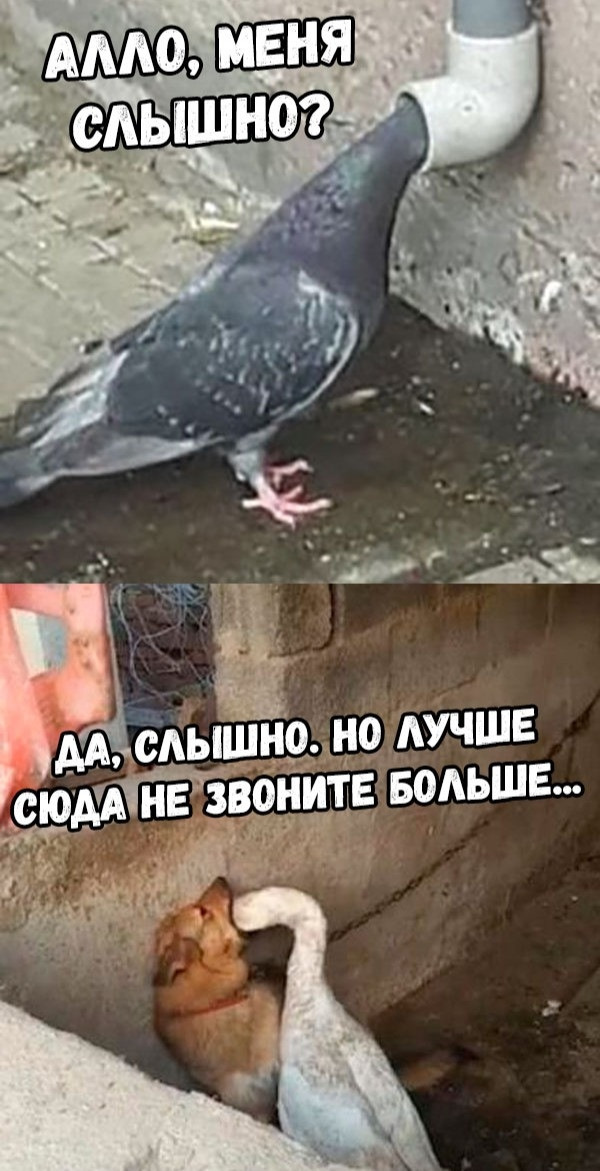 АЛЛО, МЕНЯ
СЛЫШНО?
ДА, СЛЫШНО. НО ЛУЧШЕ
СЮДА НЕ ЗВОНИТЕ БОЛЬШЕ...